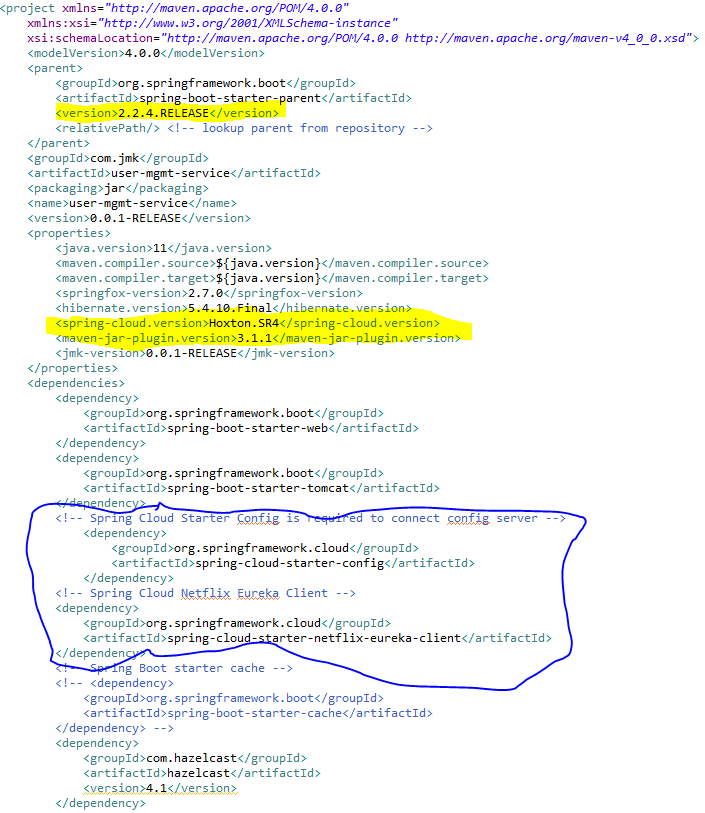 <project xmlns="http://maven.apache.org/POM/4.0.0"
xmlns:xsi="http://www.w3.org/2001/XMLSchema-instance"
xsi:schemaLocation="http://maven.apache.org/POM/4.0.0 http://maven.apache.org/maven-v4_0_0.xsd">
<modelVersion>4.0.0</modelVersion>
<parent>
<groupId>org.springframework.boot</groupId>
<artifactId>spring-boot-starter-parent</artifactId>
<version>2.2.4.RELEASE</version>
<relativePath/> <!-- lookup parent from repository -->
</parent>
<groupId>com.jmk</groupId>
<artifactId>user-mgmt-service</artifactId>
<packaging>jar</packaging>
<name>user-mgmt-service</name>
<version>0.0.1-RELEASE</version>
<properties>
<java.version>11</java.version>
<maven.compiler.source>${java.version}</maven.compiler.source>
<maven.compiler.target>${java.version}</maven.compiler.target>
<springfox-version>2.7.0</springfox-version>
<hibernate.version>5.4.10.Final</hibernate.version>
<spring-cloud.version>Hoxton.SR4</spring-cloud.version>
<maven-jar-plugin.version>3.1.1</maven-jar-plugin.version>
<jmk-version>0.0.1-RELEASE</jmk-version>
</properties>
<dependencies>
<dependency>
<groupId>org.springframework.boot</groupId>
<artifactId>spring-boot-starter-web</artifactId>
</dependency>
<dependency>
<groupId>org.springframework.boot</groupId>
<artifactId>spring-boot-starter-tomcat</artifactId>
</dependency>
<!-- Spring Cloud Starter Config is required to connect config server -->
<dependency>
<groupId>org.springframework.cloud</groupId>
<artifactId>spring-cloud-starter-config</artifactId>
</dependency>
<!-- Spring Cloud Netflix Eureka Client -->
<dependency>
<groupId>org.springframework.cloud</groupId>
<artifactId>spring-cloud-starter-netflix-eureka-client</artifactId>
</dependency>
<!-- Spring Boot starter cache -->
<!-- <dependency>
<groupId>org.springframework.boot</groupId>
<artifactId>spring-boot-starter-cache</artifactId>
</dependency> -->
<dependency>
<groupId>com.hazelcast</groupId>
<artifactId>hazelcast</artifactId>
<version>4.1</version>
</dependency>